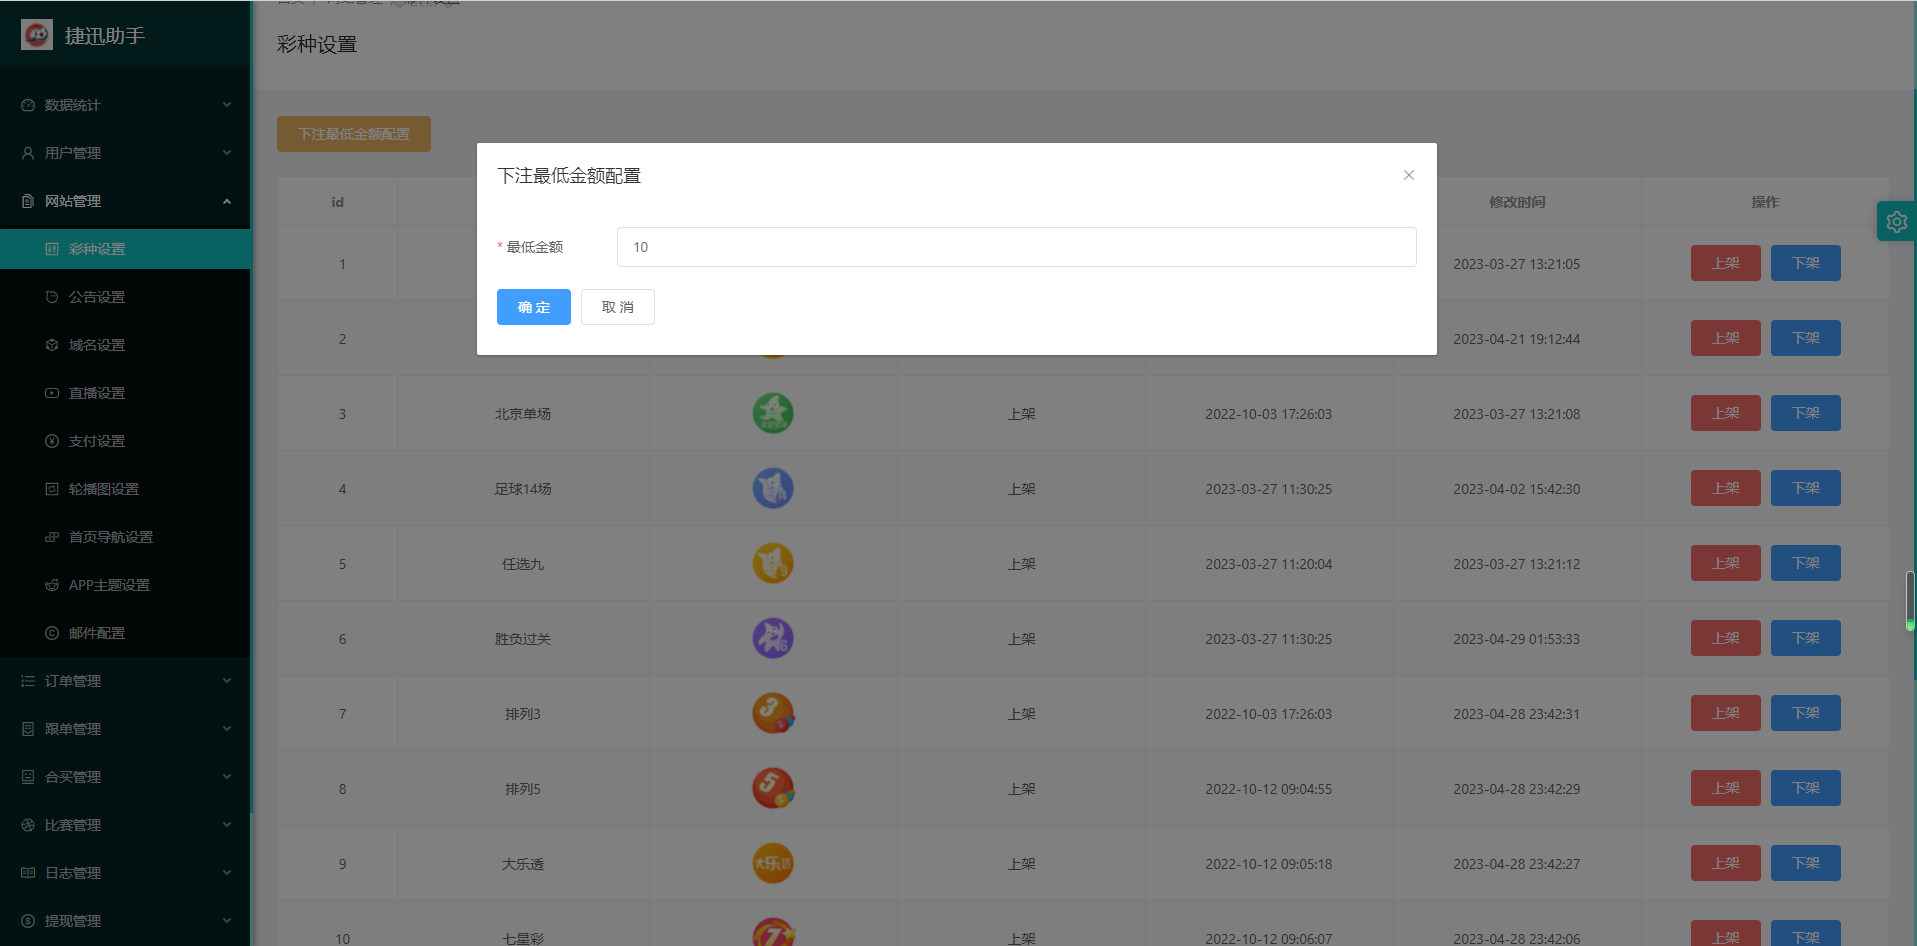 捷迅助手
数据统计
用户管理
网站管理
彩种设置
公告设置
域名设置
直播设置
支付设置
轮播图设置
首页导航设置
APP主题设置
邮件配置
订单管理
跟单管理
合买管理
比赛管理
日志管理
提现管理
彩种设置
下注最低金额配置
下注最低金额配置
* 最低金额 10
确 定 取 消
id 修改时间 操作
1 2023-03-27 13:21:05 上架 下架
2 2023-04-21 19:12:44 上架 下架
3 北京单场 上架 2022-10-03 17:26:03 2023-03-27 13:21:08 上架 下架
4 足球14场 上架 2023-03-27 11:30:25 2023-04-02 15:42:30 上架 下架
5 任选九 9 上架 2023-03-27 11:20:04 2023-03-27 13:21:12 上架 下架
6 胜负过关 6 上架 2023-03-27 11:30:25 2023-04-29 01:53:33 上架 下架
7 排列3 3 上架 2022-10-03 17:26:03 2023-04-28 23:42:31 上架 下架
8 排列5 5 上架 2022-10-12 09:04:55 2023-04-28 23:42:29 上架 下架
9 大乐透 大乐透 上架 2022-10-12 09:05:18 2023-04-28 23:42:27 上架 下架
10 七星彩 7 上架 2022-10-12 09:06:07 2023-04-28 23:42:06 上架 下架